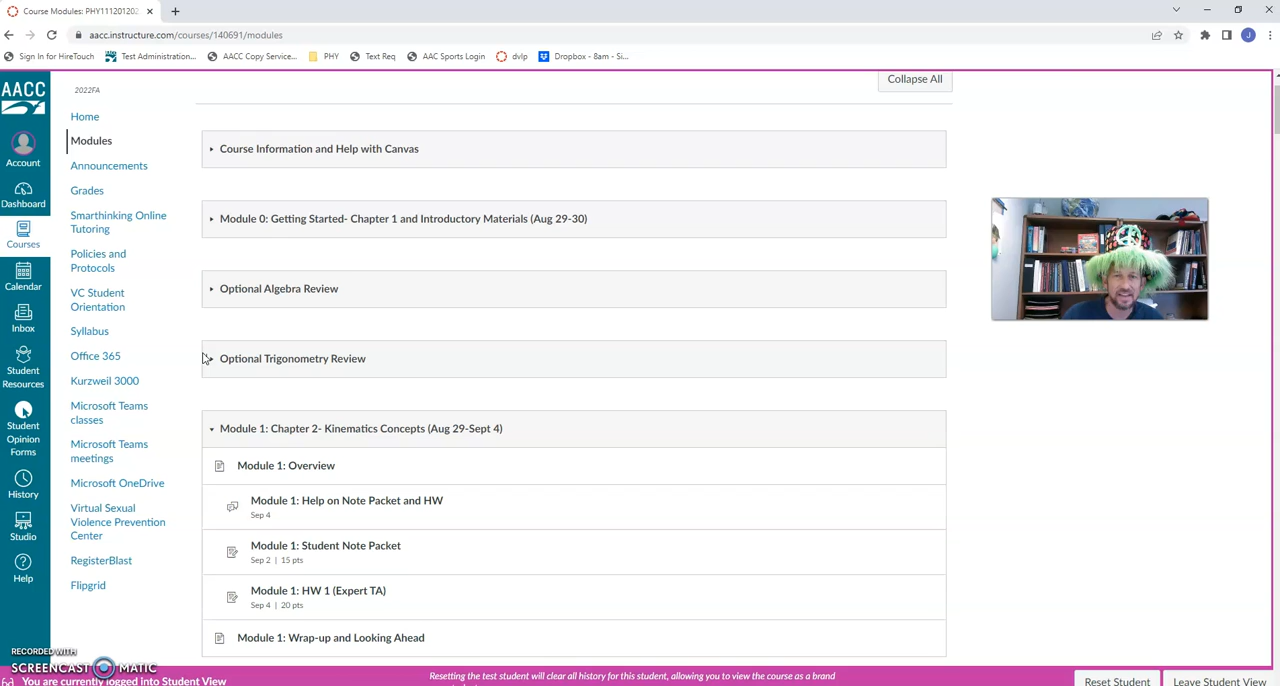 Course Modules: PHY1112012022
aacc.instructure.com/courses/140691/modules
Sign In for HireTouch
Test Administration...
AACC Copy Service...
PHY
Text Req
AAC Sports Login
dvlp
Dropbox - 8am - Si...
J
AACC
Account
Dashboard
Courses
Calendar
Inbox
Student
Resources
Student
Opinion
Forms
History
Studio
Help
2022FA
Home
Modules
Announcements
Grades
Smarthinking Online
Tutoring
Policies and
Protocols
VC Student
Orientation
Syllabus
Office 365
Kurzweil 3000
Microsoft Teams
classes
Microsoft Teams
meetings
Microsoft OneDrive
Virtual Sexual
Violence Prevention
Center
RegisterBlast
Flipgrid
Collapse All
Course Information and Help with Canvas
Module 0: Getting Started- Chapter 1 and Introductory Materials (Aug 29-30)
Optional Algebra Review
Optional Trigonometry Review
Module 1: Chapter 2- Kinematics Concepts (Aug 29-Sept 4)
Module 1: Overview
Module 1: Help on Note Packet and HW
Sep 4
Module 1: Student Note Packet
Sep 2 | 15 pts
Module 1: HW 1 (Expert TA)
Sep 4 | 20 pts
Module 1: Wrap-up and Looking Ahead
RECORDED WITH
SCREENCAST MATIC
You are currently logged into Student View
Resetting the test student will clear all history for this student, allowing you to view the course as a brand
Reset Student
Leave Student View